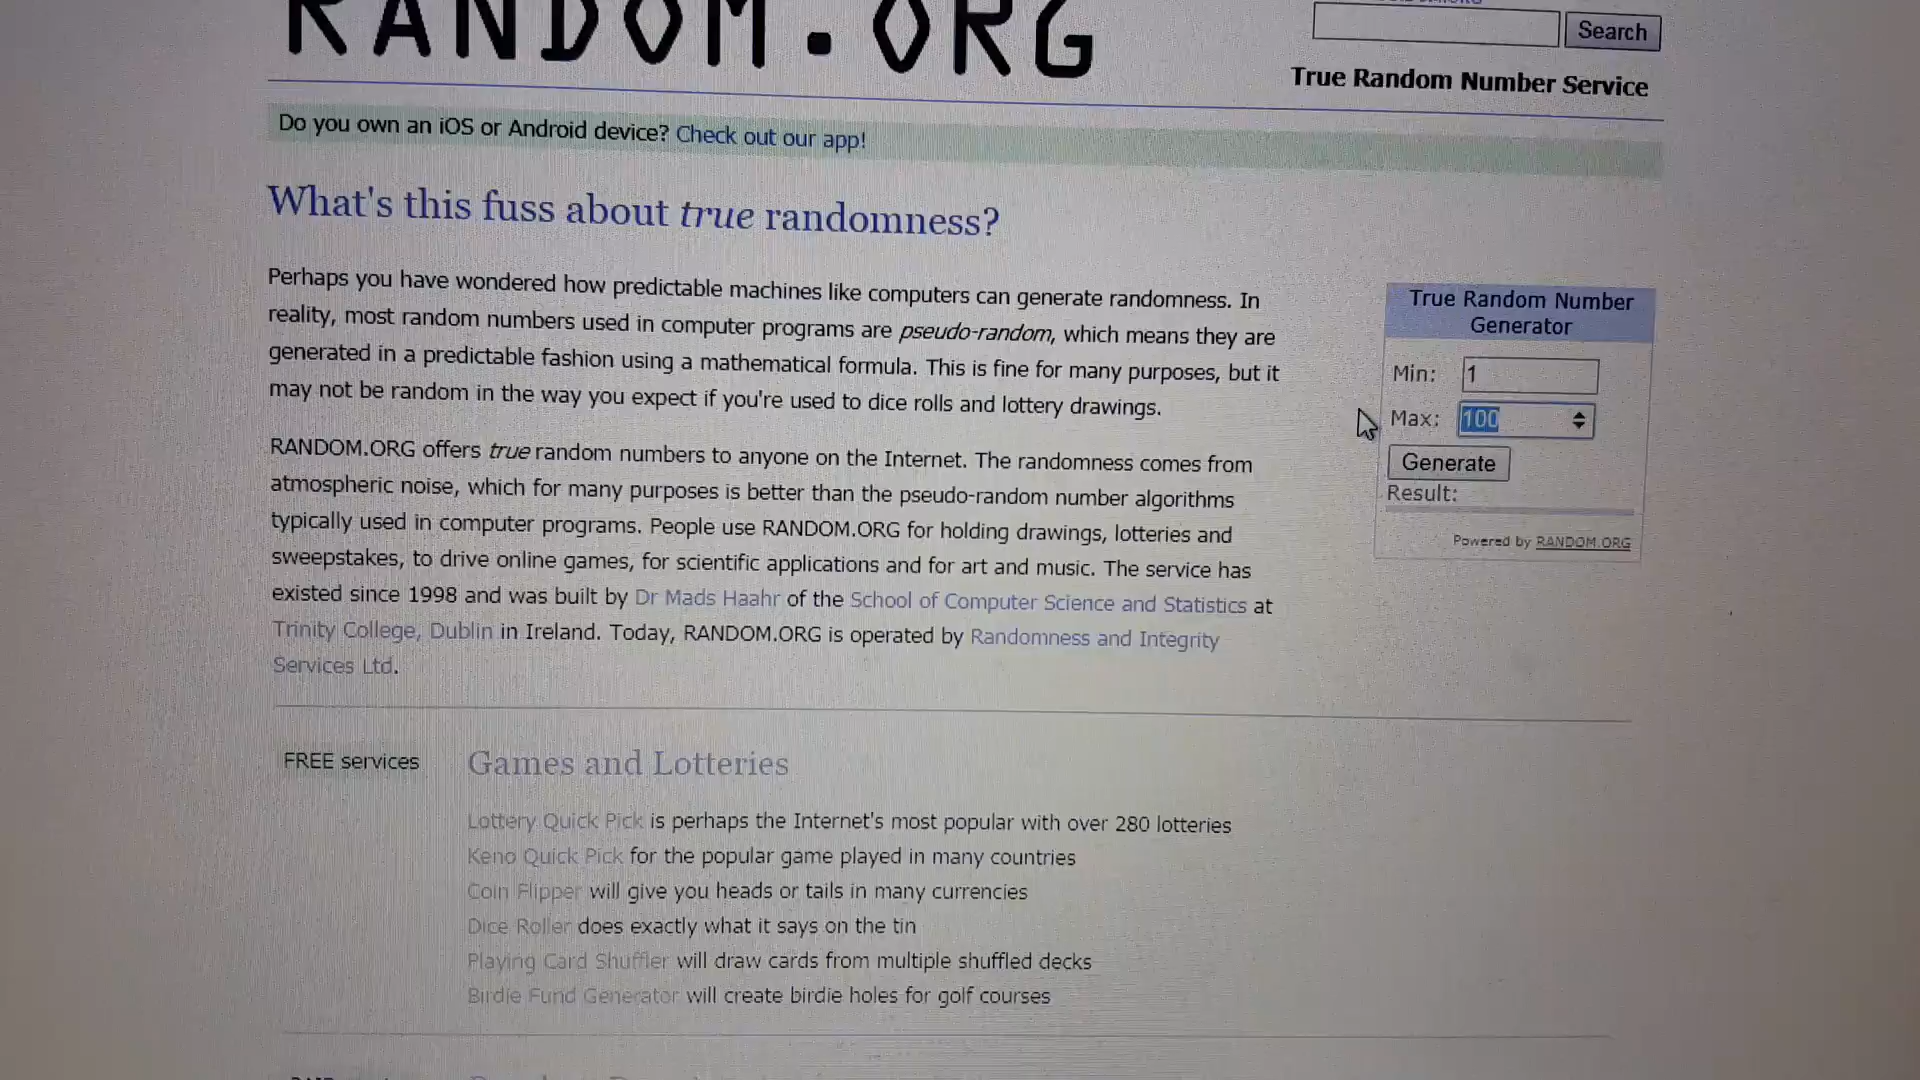 RANDOM.ORG
Search
True Random Number Service
Do you own an iOS or Android device? Check out our app!
What's this fuss about true randomness?
Perhaps you have wondered how predictable machines like computers can generate randomness. In
reality, most random numbers used in computer programs are pseudo-random, which means they are
generated in a predictable fashion using a mathematical formula. This is fine for many purposes, but it
may not be random in the way you expect if you're used to dice rolls and lottery drawings.
RANDOM.ORG offers true random numbers to anyone on the Internet. The randomness comes from
atmospheric noise, which for many purposes is better than the pseudo-random number algorithms
typically used in computer programs. People use RANDOM.ORG for holding drawings, lotteries and
sweepstakes, to drive online games, for scientific applications and for art and music. The service has
existed since 1998 and was built by Dr Mads Haahr of the School of Computer Science and Statistics at
Trinity College, Dublin in Ireland. Today, RANDOM.ORG is operated by Randomness and Integrity
Services Ltd.
True Random Number
Generator
Min: 1
Max: 100
Generate
Result:
Powered by RANDOM.ORG
FREE services
Games and Lotteries
Lottery Quick Pick is perhaps the Internet's most popular with over 280 lotteries
Keno Quick Pick for the popular game played in many countries
Coin Flipper will give you heads or tails in many currencies
Dice Roller does exactly what it says on the tin
Playing Card Shuffler will draw cards from multiple shuffled decks
Birdie Fund Generator will create birdie holes for golf courses